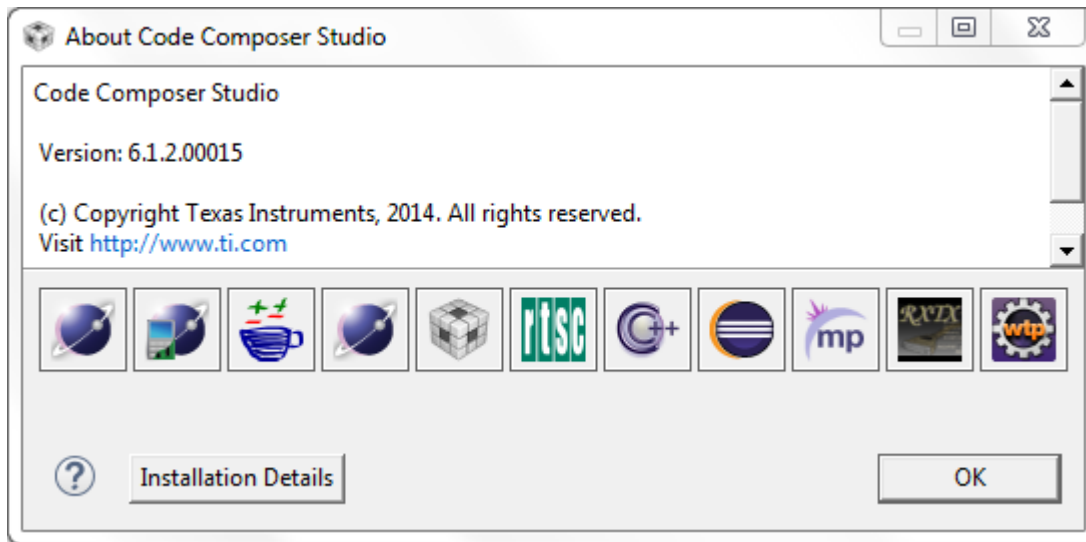 About Code Composer Studio
Code Composer Studio
Version: 6.1.2.00015
(c) Copyright Texas Instruments, 2014. All rights reserved.
Visit http://www.ti.com
rtsc C++ mp RXTX wtp
? Installation Details OK